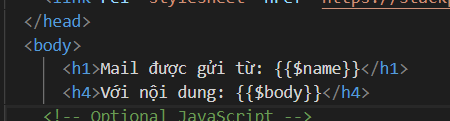 </head>
<body>
<h1>Mail được gửi từ: {{$name}}</h1>
<h4>Với nội dung: {{$body}}</h4>
<!-- Optional JavaScript -->